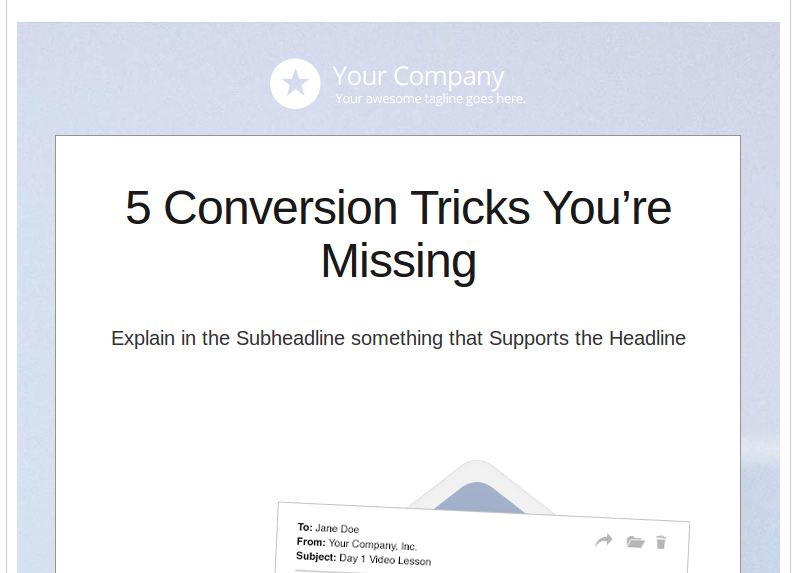 Your Company
Your awesome tagline goes here.
5 Conversion Tricks You’re
Missing
Explain in the Subheadline something that Supports the Headline
To: Jane Doe
From: Your Company, Inc.
Subject: Day 1 Video Lesson